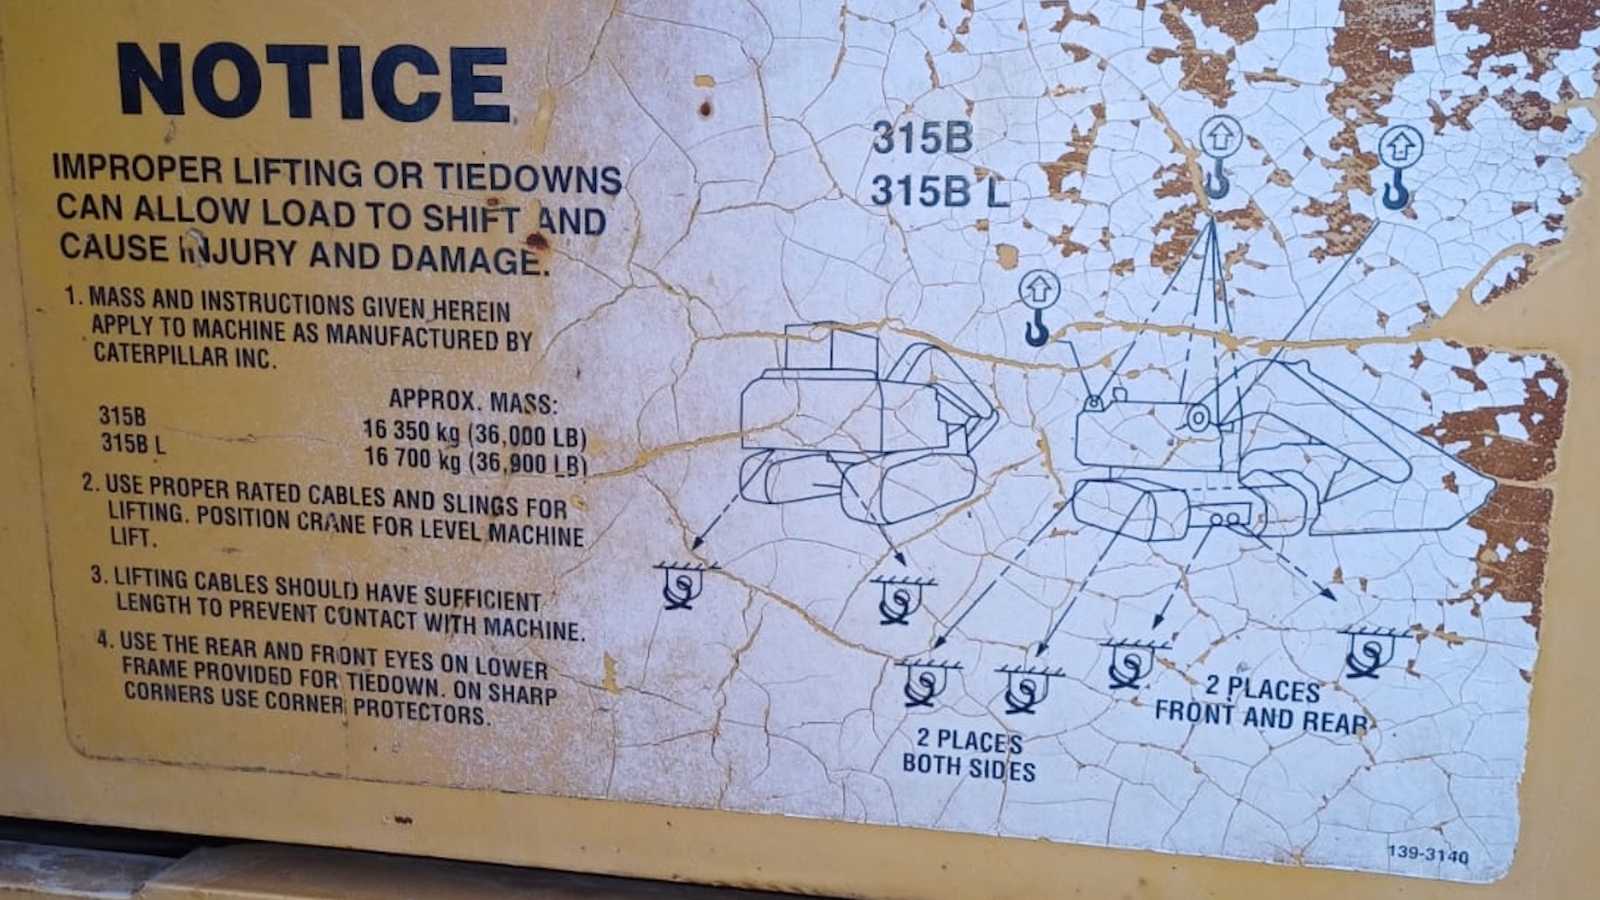 NOTICE
IMPROPER LIFTING OR TIEDOWNS
CAN ALLOW LOAD TO SHIFT AND
CAUSE INJURY AND DAMAGE.
1. MASS AND INSTRUCTIONS GIVEN HEREIN
APPLY TO MACHINE AS MANUFACTURED BY
CATERPILLAR INC.
APPROX. MASS:
315B 16 350 kg (36,000 LB)
315B L 16 700 kg (36,900 LB)
2. USE PROPER RATED CABLES AND SLINGS FOR
LIFTING. POSITION CRANE FOR LEVEL MACHINE
LIFT.
3. LIFTING CABLES SHOULD HAVE SUFFICIENT
LENGTH TO PREVENT CONTACT WITH MACHINE.
4. USE THE REAR AND FRONT EYES ON LOWER
FRAME PROVIDED FOR TIEDOWN. ON SHARP
CORNERS USE CORNER PROTECTORS.
315B
315B L
2 PLACES
BOTH SIDES
2 PLACES
FRONT AND REAR
139-3140